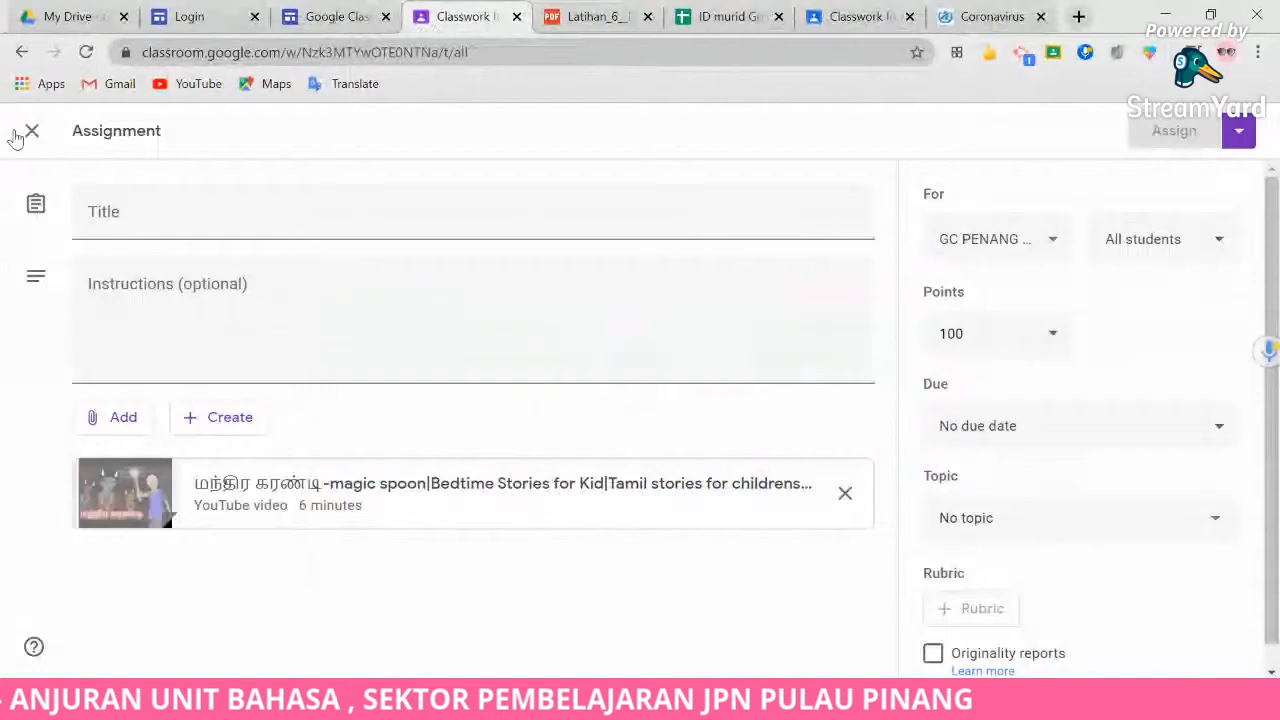 My Drive
Login
Google Clas
Classwork f
Latihan_6_
ID murid Ge
Classwork f
Coronavirus
Powered by
StreamYard
classroom.google.com/w/Nzk3MTYwOTE0NTNa/t/all
Apps
Gmail
YouTube
Maps
Translate
Assignment
Assign
Title
Instructions (optional)
Add
Create
மந்திர கரண்டி-magic spoon|Bedtime Stories for Kid|Tamil stories for childrens...
YouTube video 6 minutes
For
GC PENANG ...
All students
Points
100
Due
No due date
Topic
No topic
Rubric
Rubric
Originality reports
Learn more
ANJURAN UNIT BAHASA , SEKTOR PEMBELAJARAN JPN PULAU PINANG